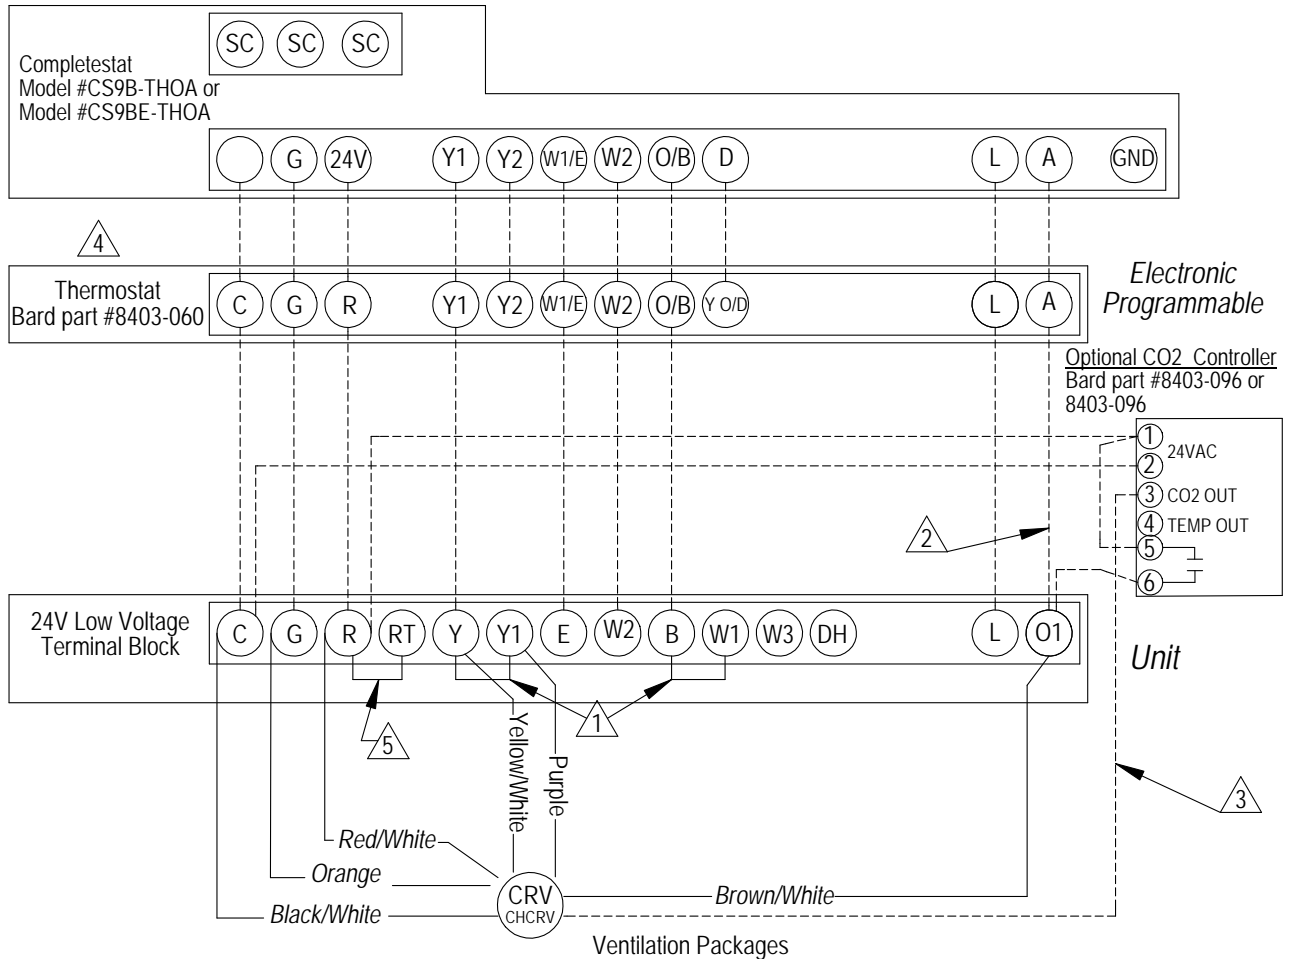 SC SC SC
Completestat
Model #CS9B-THOA or
Model #CS9BE-THOA
G 24V Y1 Y2 W1/E W2 O/B D L A GND
4
Thermostat
Bard part #8403-060
C G R Y1 Y2 W1/E W2 O/B Y O/D L A
Electronic
Programmable
Optional CO2 Controller
Bard part #8403-096 or
8403-096
1
24VAC
2
3 CO2 OUT
4 TEMP OUT
5
6
2
24V Low Voltage
Terminal Block
C G R RT Y Y1 E W2 B W1 W3 DH L O1
Unit
1
5
3
Yellow/White
Purple
Red/White
Orange
Black/White
Brown/White
CRV
CHCRV
Ventilation Packages